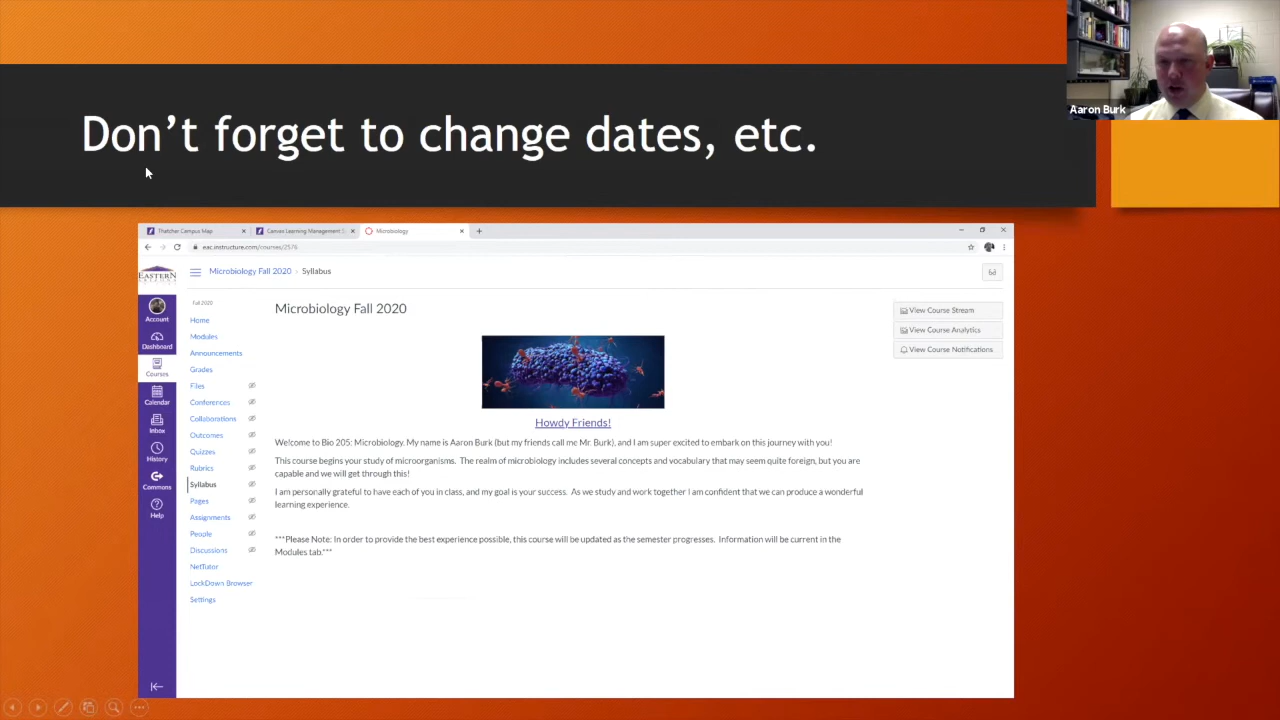 Aaron Burk
Don't forget to change dates, etc.
Thatcher Campus Map
Canvas Learning Management S
Microbiology
eac.instructure.com/courses/2576
EASTERN
Microbiology Fall 2020 › Syllabus
Account
Dashboard
Courses
Calendar
Inbox
History
Commons
Help
Fall 2020
Home
Modules
Announcements
Grades
Files
Conferences
Collaborations
Outcomes
Quizzes
Rubrics
Syllabus
Pages
Assignments
People
Discussions
NetTutor
LockDown Browser
Settings
Microbiology Fall 2020
Howdy Friends!
Welcome to Bio 205: Microbiology. My name is Aaron Burk (but my friends call me Mr. Burk), and I am super excited to embark on this journey with you!
This course begins your study of microorganisms. The realm of microbiology includes several concepts and vocabulary that may seem quite foreign, but you are
capable and we will get through this!
I am personally grateful to have each of you in class, and my goal is your success. As we study and work together I am confident that we can produce a wonderful
learning experience.
***Please Note: In order to provide the best experience possible, this course will be updated as the semester progresses. Information will be current in the
Modules tab.***
View Course Stream
View Course Analytics
View Course Notifications